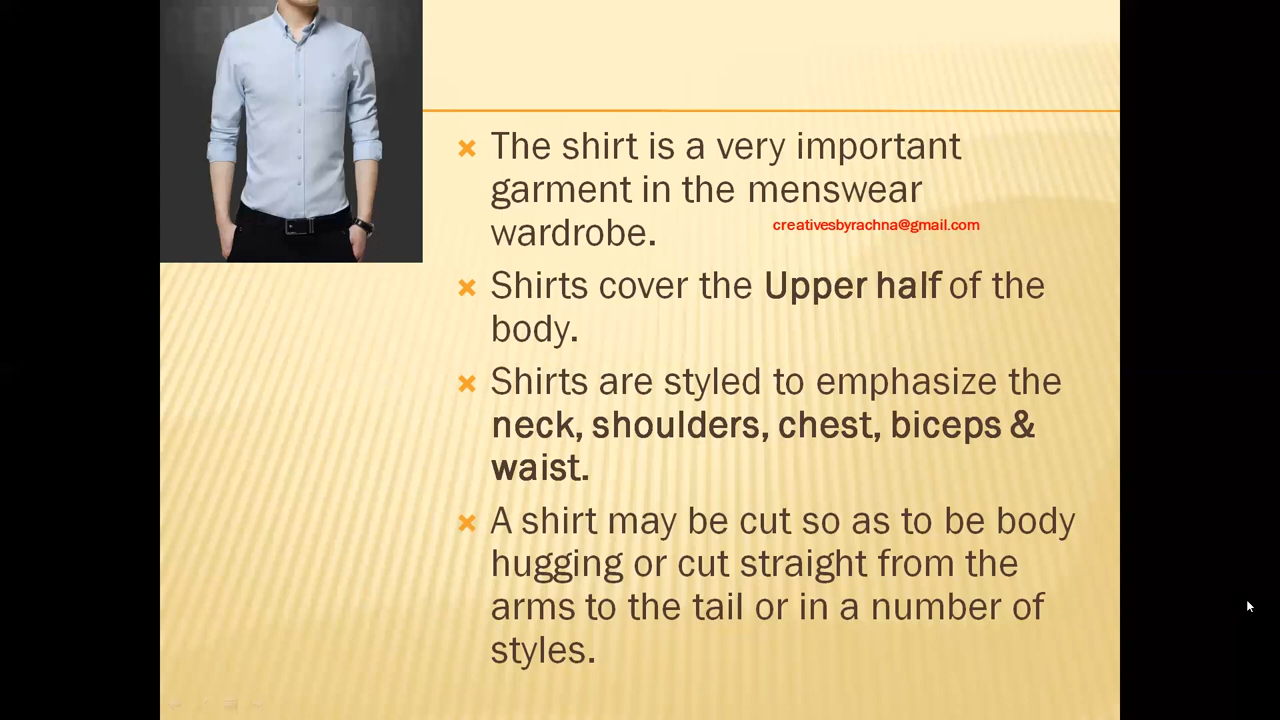 The shirt is a very important
garment in the menswear
wardrobe.
creativesbyrachna@gmail.com
Shirts cover the Upper half of the
body.
Shirts are styled to emphasize the
neck, shoulders, chest, biceps &
waist.
A shirt may be cut so as to be body
hugging or cut straight from the
arms to the tail or in a number of
styles.